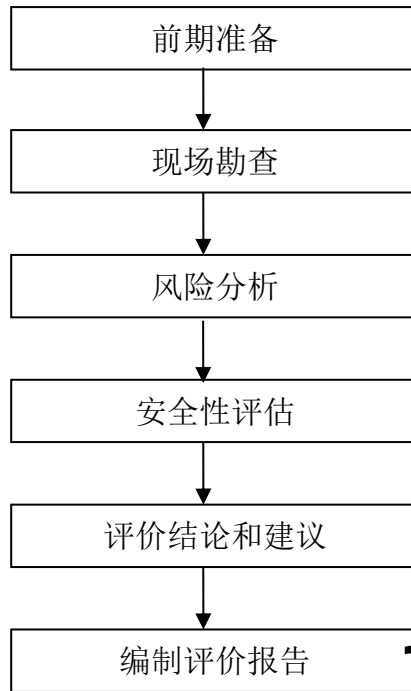 前期准备
现场勘查
风险分析
安全性评估
评价结论和建议
编制评价报告